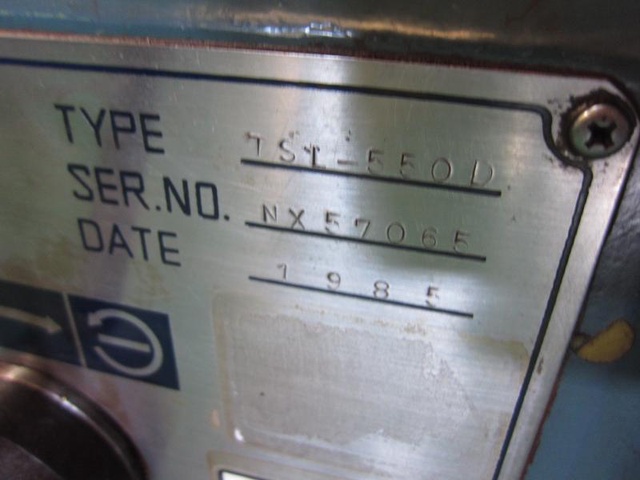 TYPE TSL-550D
SER.NO. NX57065
DATE 1985